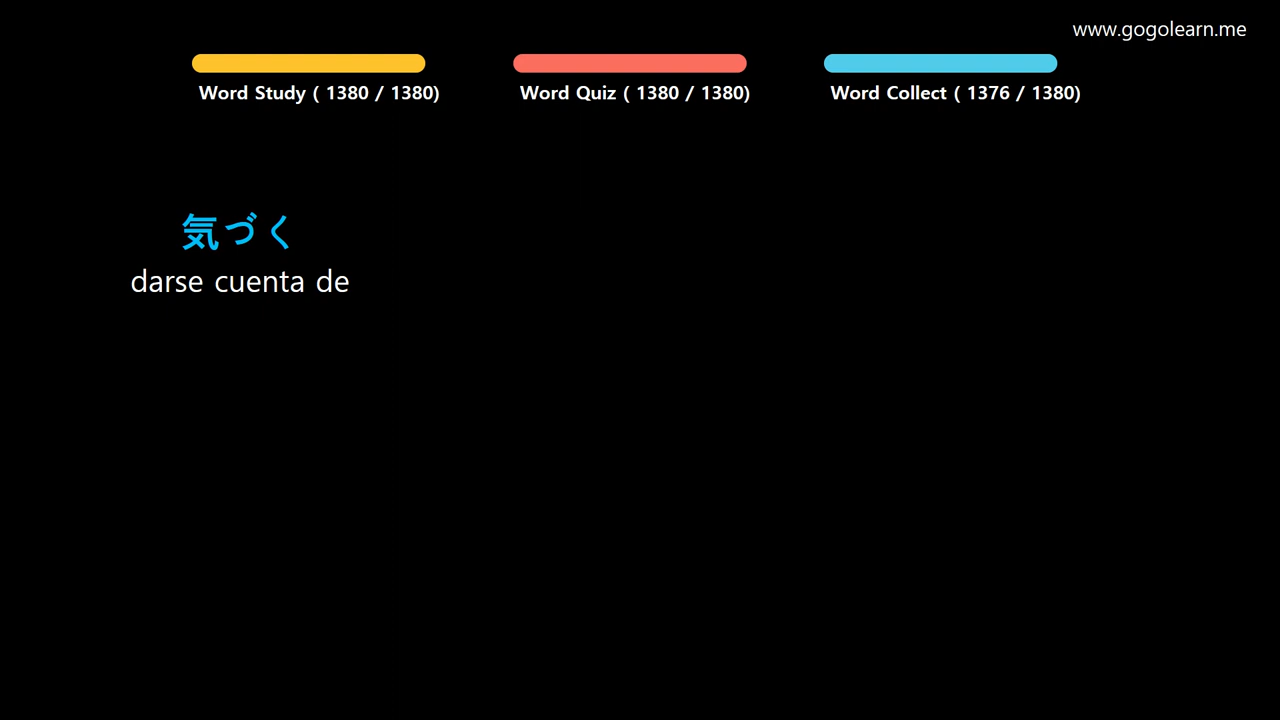 www.gogolearn.me
Word Study ( 1380 / 1380)
Word Quiz ( 1380 / 1380)
Word Collect ( 1376 / 1380)
気づく
darse cuenta de